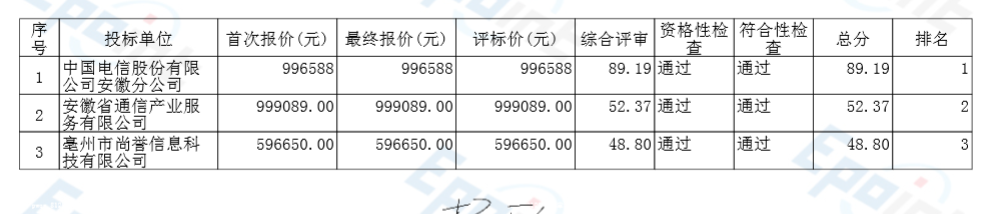 序号 投标单位 首次报价(元) 最终报价(元) 评标价(元) 综合评审 资格性检查 符合性检查 总分 排名
1 中国电信股份有限公司安徽分公司 996588 996588 996588 89.19 通过 通过 89.19 1
2 安徽省通信产业服务有限公司 999089.00 999089.00 999089.00 52.37 通过 通过 52.37 2
3 亳州市尚誉信息科技有限公司 596650.00 596650.00 596650.00 48.80 通过 通过 48.80 3